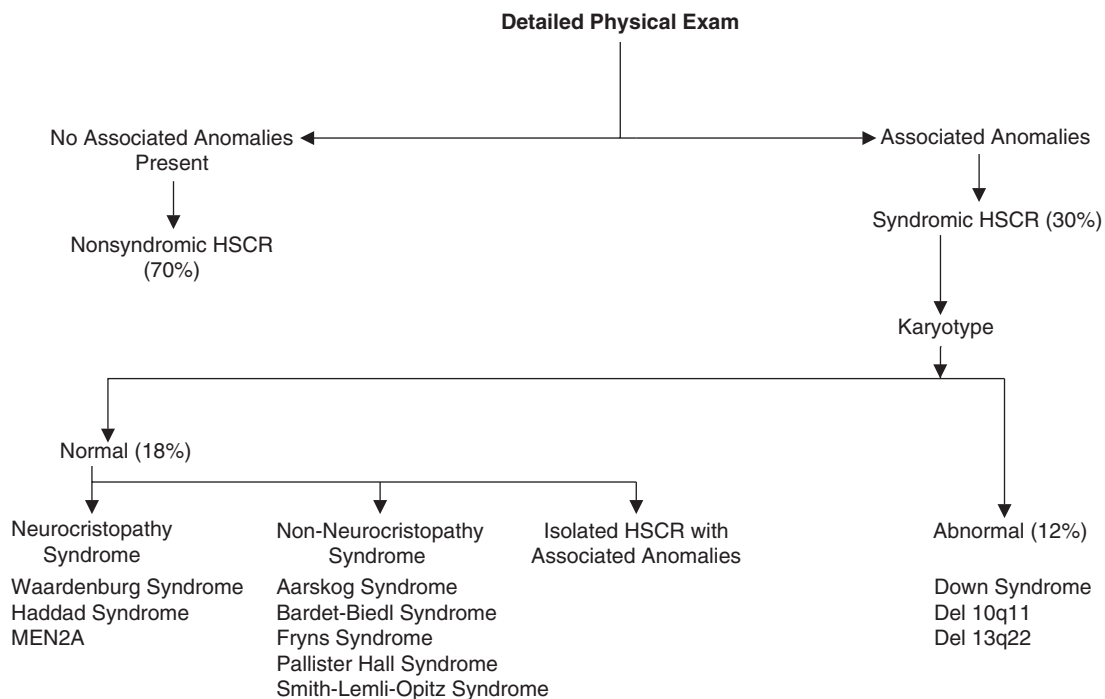 Detailed Physical Exam
No Associated Anomalies
Present
Associated Anomalies
Nonsyndromic HSCR
(70%)
Syndromic HSCR (30%)
Karyotype
Normal (18%)
Neurocristopathy
Syndrome
Waardenburg Syndrome
Haddad Syndrome
MEN2A
Non-Neurocristopathy
Syndrome
Aarskog Syndrome
Bardet-Biedl Syndrome
Fryns Syndrome
Pallister Hall Syndrome
Smith-Lemli-Opitz Syndrome
Isolated HSCR with
Associated Anomalies
Abnormal (12%)
Down Syndrome
Del 10q11
Del 13q22